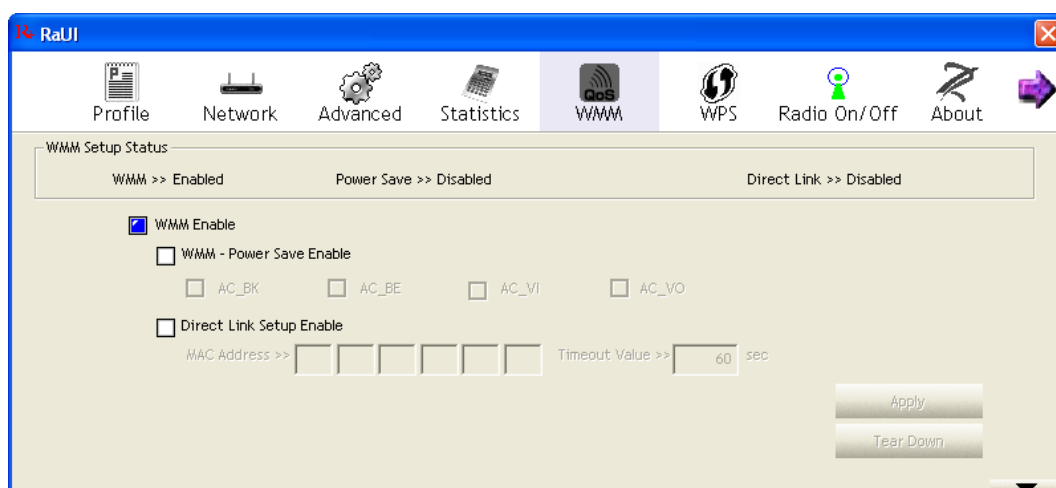 RaUI
Profile Network Advanced Statistics QoS WMM WPS Radio On/Off About
WMM Setup Status
WMM >> Enabled Power Save >> Disabled Direct Link >> Disabled
WMM Enable
WMM - Power Save Enable
AC_BK AC_BE AC_VI AC_VO
Direct Link Setup Enable
MAC Address >> Timeout Value >> 60 sec
Apply
Tear Down